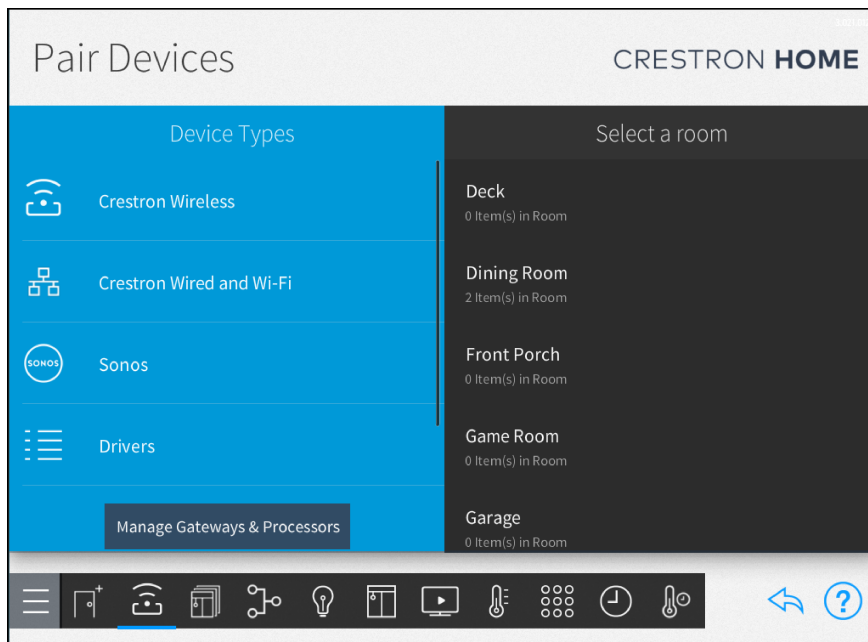 Pair Devices
CRESTRON HOME
Device Types
Crestron Wireless
Crestron Wired and Wi-Fi
SONOS
Sonos
Drivers
Manage Gateways & Processors
Select a room
Deck
0 Item(s) in Room
Dining Room
2 Item(s) in Room
Front Porch
0 Item(s) in Room
Game Room
0 Item(s) in Room
Garage
0 Item(s) in Room
?